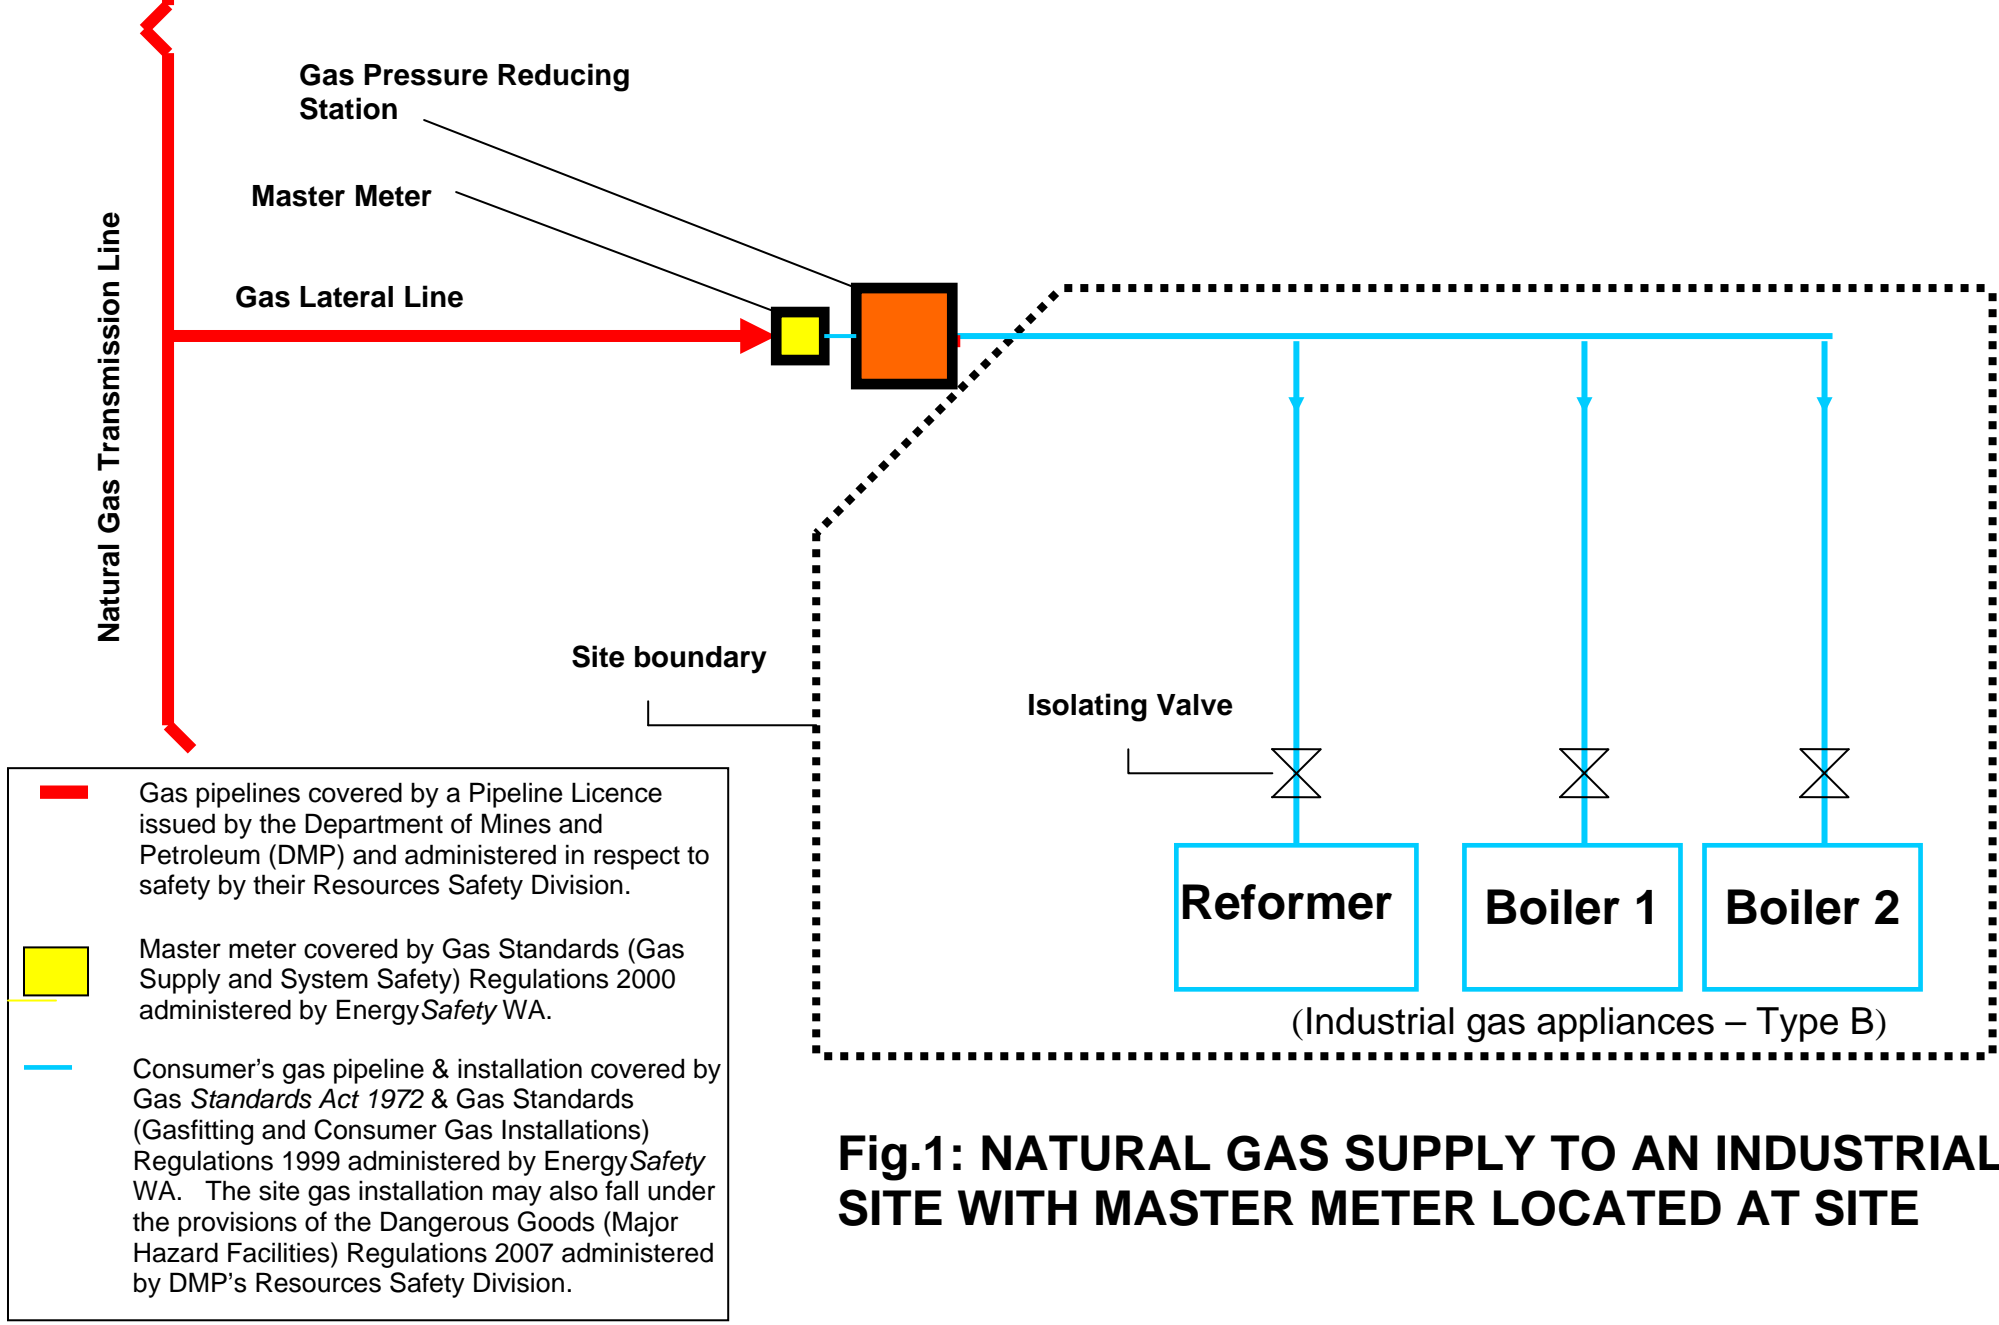 Gas Pressure Reducing
Station
Master Meter
Gas Lateral Line
Natural Gas Transmission Line
Site boundary
Isolating Valve
Reformer
Boiler 1
Boiler 2
(Industrial gas appliances – Type B)
Gas pipelines covered by a Pipeline Licence
issued by the Department of Mines and
Petroleum (DMP) and administered in respect to
safety by their Resources Safety Division.
Master meter covered by Gas Standards (Gas
Supply and System Safety) Regulations 2000
administered by EnergySafety WA.
Consumer's gas pipeline & installation covered by
Gas Standards Act 1972 & Gas Standards
(Gasfitting and Consumer Gas Installations)
Regulations 1999 administered by EnergySafety
WA. The site gas installation may also fall under
the provisions of the Dangerous Goods (Major
Hazard Facilities) Regulations 2007 administered
by DMP's Resources Safety Division.
Fig.1: NATURAL GAS SUPPLY TO AN INDUSTRIAL
SITE WITH MASTER METER LOCATED AT SITE